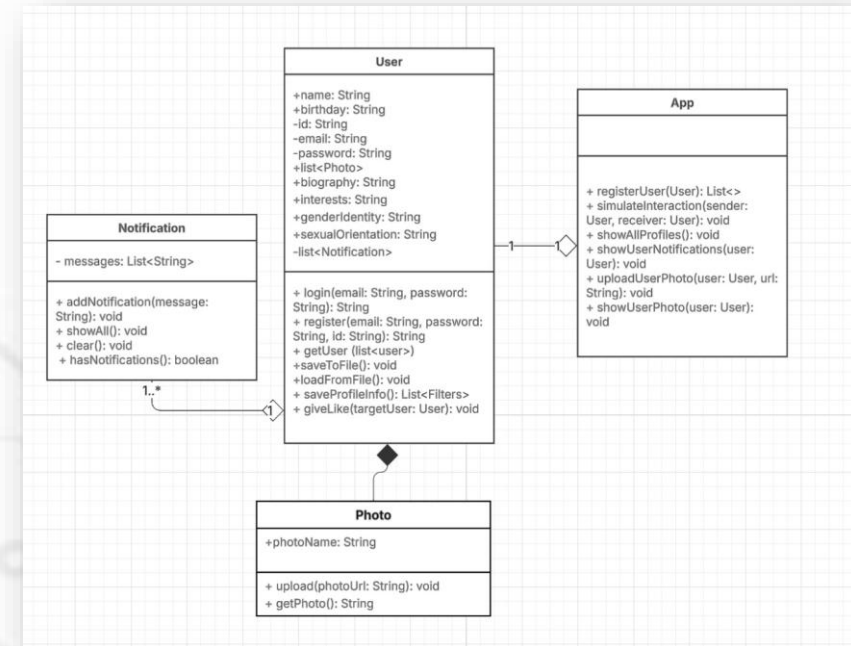 User
+name: String
+birthday: String
-id: String
-email: String
-password: String
+list<Photo>
+biography: String
+interests: String
+genderIdentity: String
+sexualOrientation: String
-list<Notification>
+ login(email: String, password:
String): String
+ register(email: String, password:
String, id: String): String
+ getUser (list<user>)
+saveToFile(): void
+loadFromFile(): void
+ saveProfileInfo(): List<Filters>
+ giveLike(targetUser: User): void
App
+ registerUser(User): List<>
+ simulateInteraction(sender:
User, receiver: User): void
+ showAllProfiles(): void
+ showUserNotifications(user:
User): void
+ uploadUserPhoto(user: User, url:
String): void
+ showUserPhoto(user: User):
void
1
1
Notification
- messages: List<String>
+ addNotification(message:
String): void
+ showAll(): void
+ clear(): void
+ hasNotifications(): boolean
1..*
1
Photo
+photoName: String
+ upload(photoUrl: String): void
+ getPhoto(): String